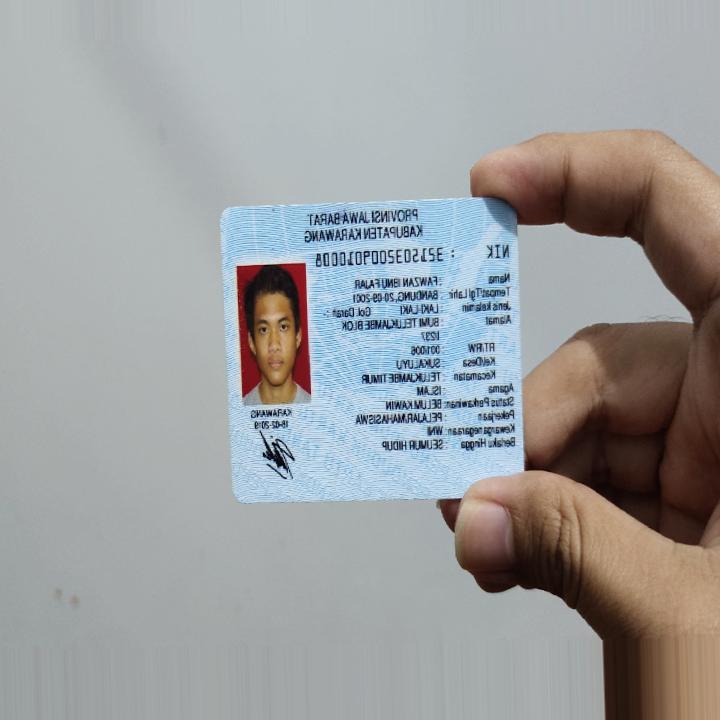 PROVINSI JAWA BARAT
KABUPATEN KARAWANG
NIK : 3215032009010008
Nama : FAWZAN IBNU FAJAR
Tempat/Tgl Lahir : BANDUNG, 20-09-2001
Jenis kelamin : LAKI-LAKI Gol. Darah : -
Alamat : BUMI TELUKJAMBE BLOK
I/237
RT/RW : 001/006
Kel/Desa : SUKALUYU
Kecamatan : TELUKJAMBE TIMUR
Agama : ISLAM
Status Perkawinan: BELUM KAWIN
Pekerjaan : PELAJAR/MAHASISWA
Kewarganegaraan : WNI
Berlaku Hingga : SEUMUR HIDUP
KARAWANG
18-02-2019